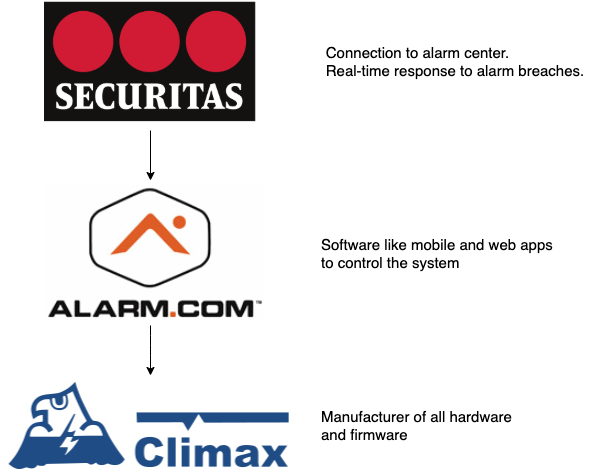 SECURITAS
Connection to alarm center.
Real-time response to alarm breaches.
ALARM.COM™
Software like mobile and web apps
to control the system
Climax
Manufacturer of all hardware
and firmware